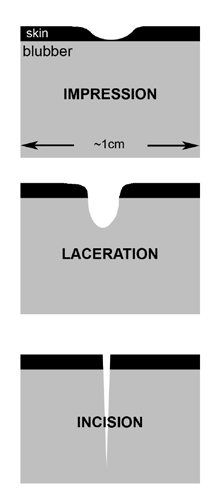 skin
blubber
IMPRESSION
~1cm
LACERATION
INCISION